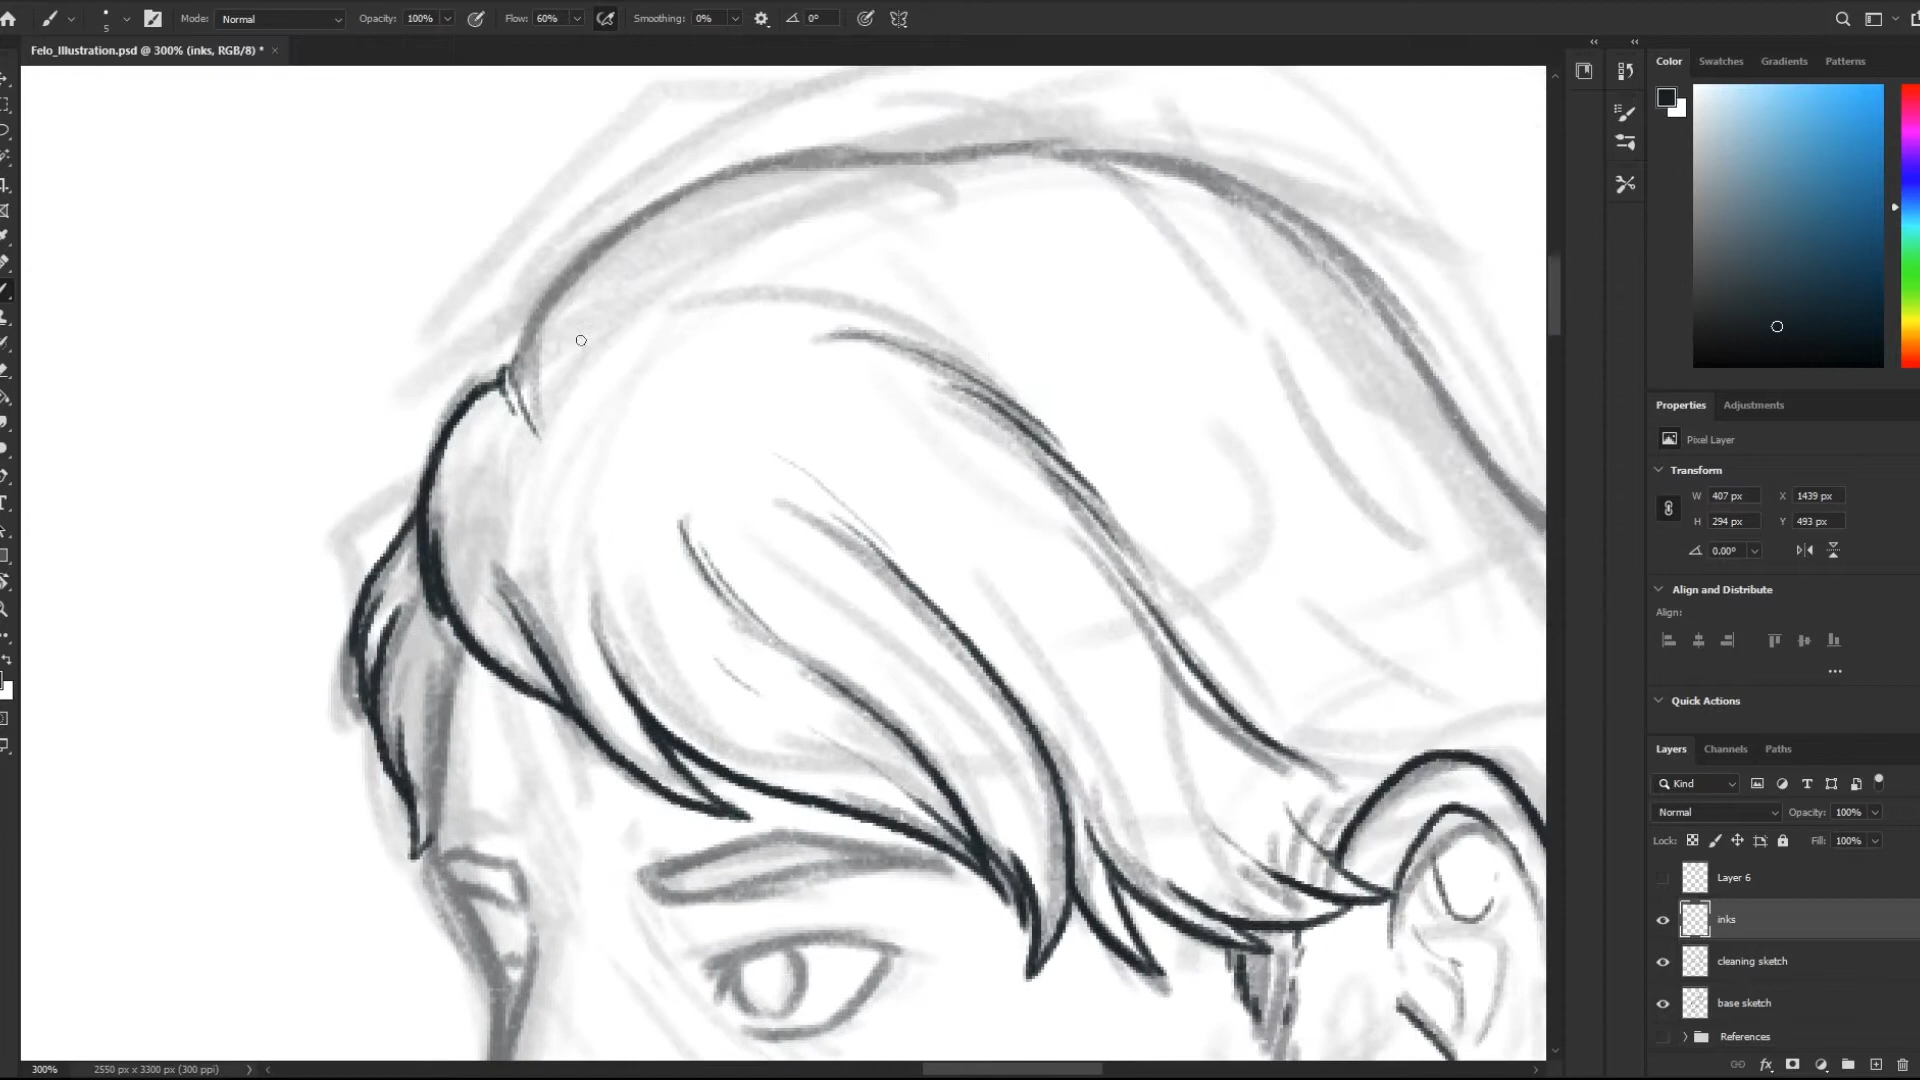 5 Mode: Normal Opacity: 100% Flow: 60% Smoothing: 0% 0°
Felo_Illustration.psd @ 300% (inks, RGB/8) * ×
Color Swatches Gradients Patterns
Properties Adjustments
Pixel Layer
Transform
W 407 px X 1439 px
H 294 px Y 493 px
0.00°
Align and Distribute
Align:
Quick Actions
Layers Channels Paths
Kind
Normal Opacity: 100%
Lock: Fill: 100%
Layer 6
inks
cleaning sketch
base sketch
References
300% 2550 px x 3300 px (300 ppi)